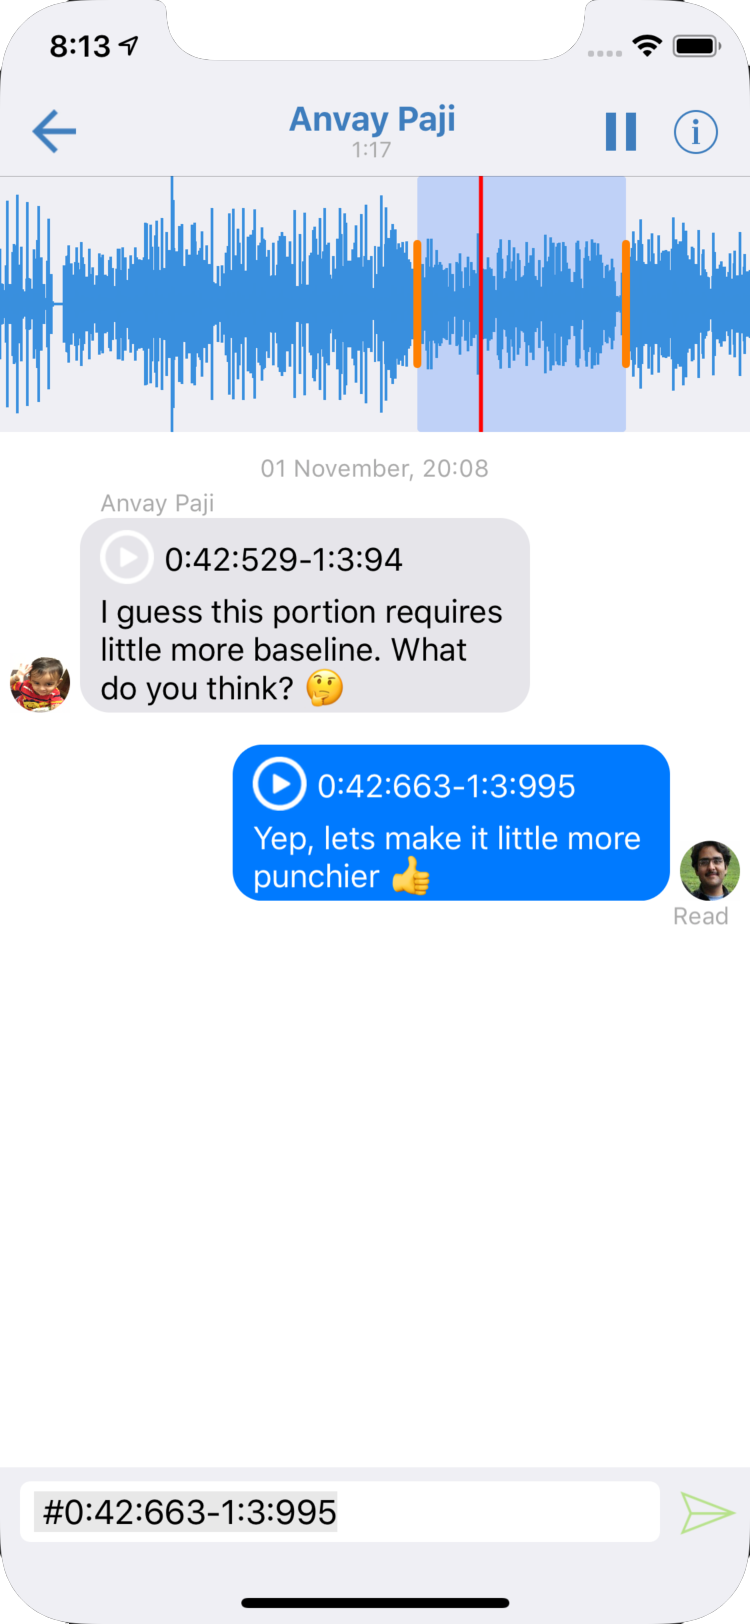 8:13
Anvay Paji
1:17
01 November, 20:08
Anvay Paji
0:42:529-1:3:94
I guess this portion requires
little more baseline. What
do you think? 🤔
0:42:663-1:3:995
Yep, lets make it little more
punchier 👍
Read
#0:42:663-1:3:995